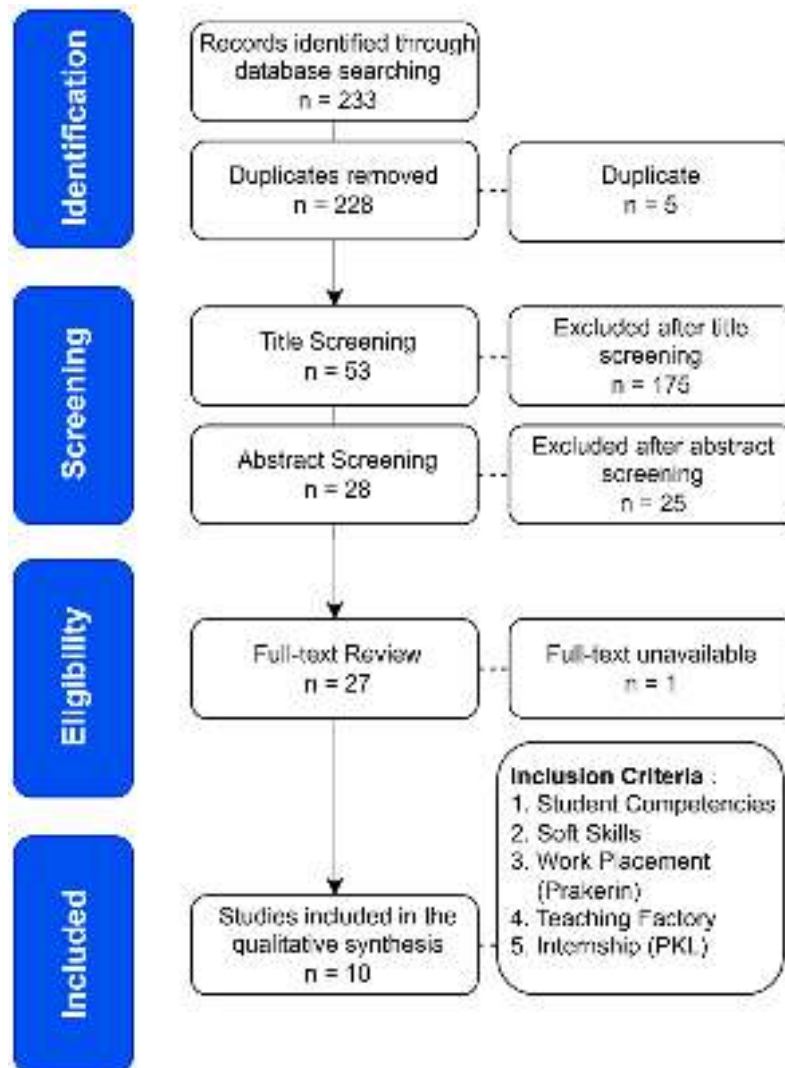 Identification
Records identified through
database searching
n = 233
Duplicates removed
n = 228
Duplicate
n = 5
Screening
Title Screening
n = 53
Excluded after title
screening
n = 175
Abstract Screening
n = 28
Excluded after abstract
screening
n = 25
Eligibility
Full-text Review
n = 27
Full-text unavailable
n = 1
Included
Studies included in the
qualitative synthesis
n = 10
Inclusion Criteria :
1. Student Competencies
2. Soft Skills
3. Work Placement
(Prakerin)
4. Teaching Factory
5. Internship (PKL)